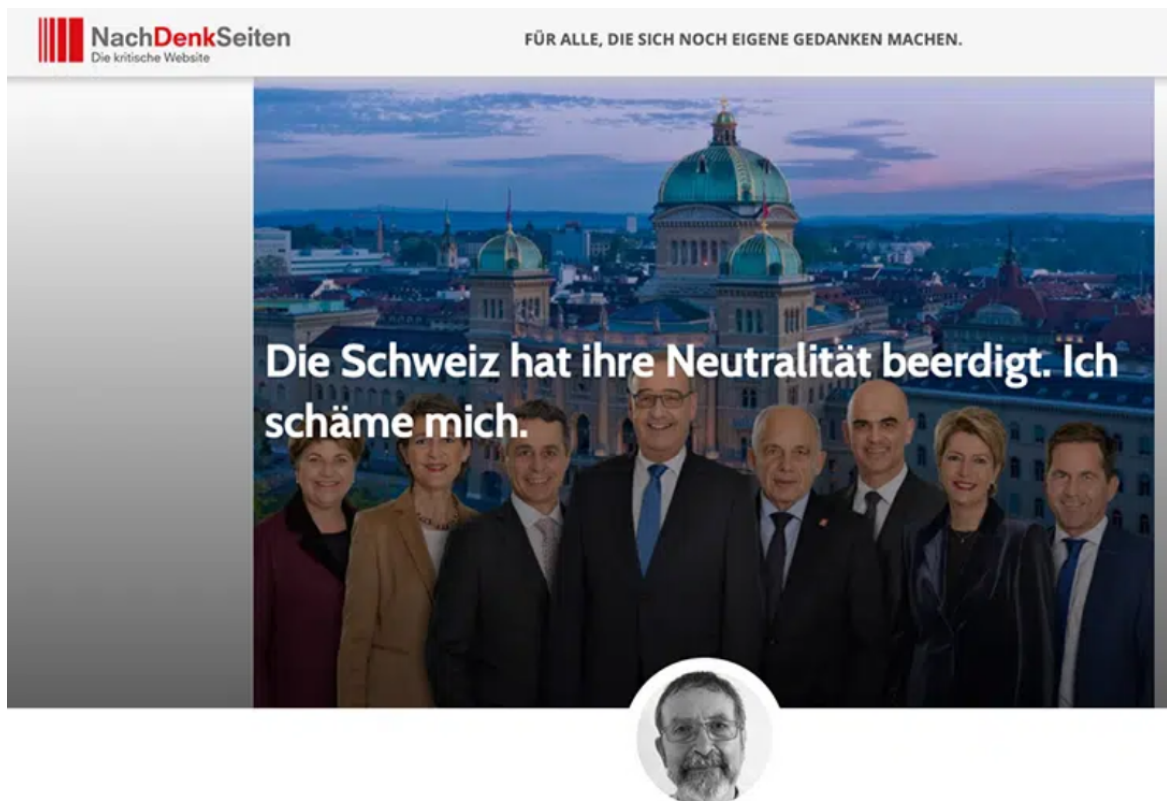 NachDenkSeiten
Die kritische Website
FÜR ALLE, DIE SICH NOCH EIGENE GEDANKEN MACHEN.
Die Schweiz hat ihre Neutralität beerdigt. Ich
schäme mich.